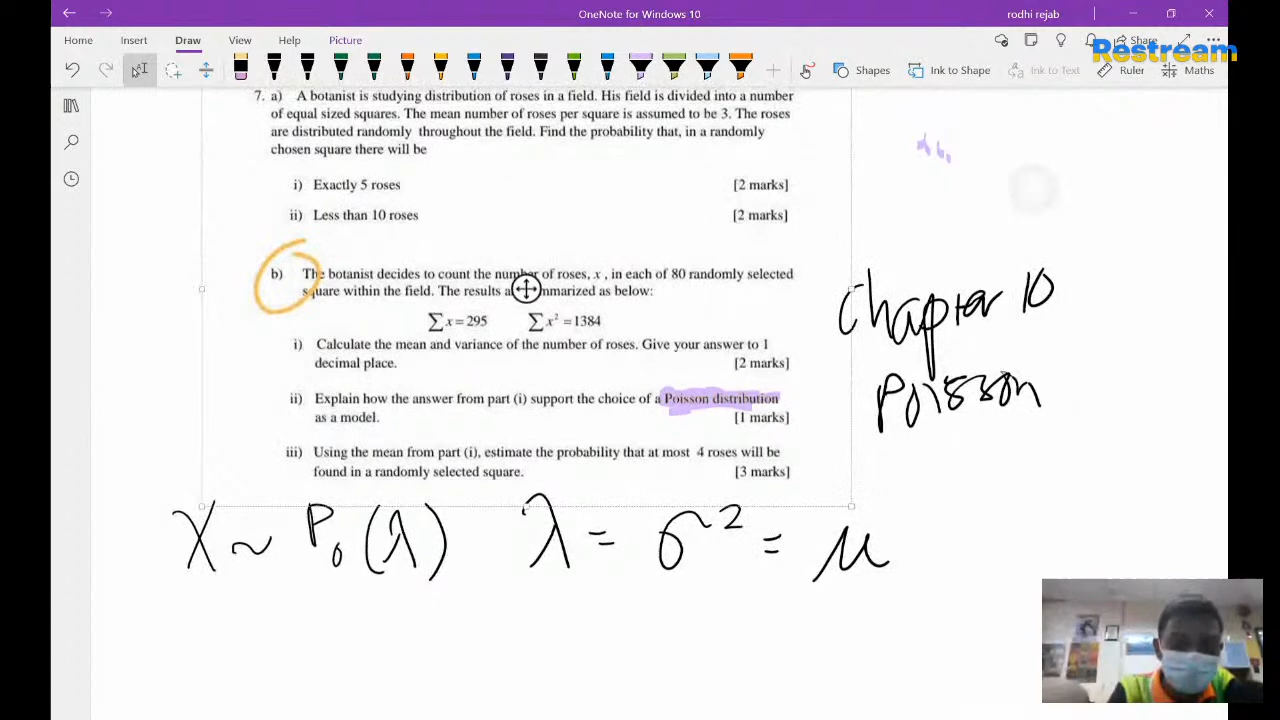 OneNote for Windows 10
rodhi rejab
Home Insert Draw View Help Picture
Share
Restream
Shapes Ink to Shape Ink to Text Ruler Maths
7. a) A botanist is studying distribution of roses in a field. His field is divided into a number
of equal sized squares. The mean number of roses per square is assumed to be 3. The roses
are distributed randomly throughout the field. Find the probability that, in a randomly
chosen square there will be
i) Exactly 5 roses [2 marks]
ii) Less than 10 roses [2 marks]
b) The botanist decides to count the number of roses, x , in each of 80 randomly selected
square within the field. The results a mmarized as below:
∑x = 295 ∑x² = 1384
i) Calculate the mean and variance of the number of roses. Give your answer to 1
decimal place. [2 marks]
ii) Explain how the answer from part (i) support the choice of a Poisson distribution
as a model. [1 marks]
iii) Using the mean from part (i), estimate the probability that at most 4 roses will be
found in a randomly selected square. [3 marks]
Chapter 10
Poisson
X ~ P₀(λ) λ = σ² = μ